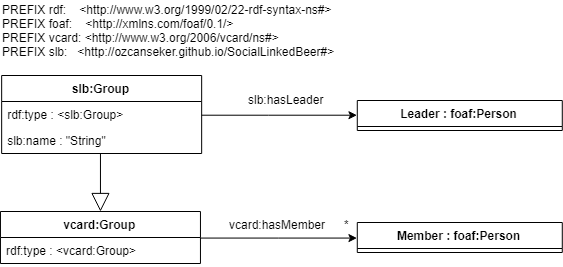 PREFIX rdf: <http://www.w3.org/1999/02/22-rdf-syntax-ns#>
PREFIX foaf: <http://xmlns.com/foaf/0.1/>
PREFIX vcard: <http://www.w3.org/2006/vcard/ns#>
PREFIX slb: <http://ozcanseker.github.io/SocialLinkedBeer#>
slb:Group
rdf:type : <slb:Group>
slb:name : "String"
slb:hasLeader
Leader : foaf:Person
vcard:Group
rdf:type : <vcard:Group>
vcard:hasMember *
Member : foaf:Person